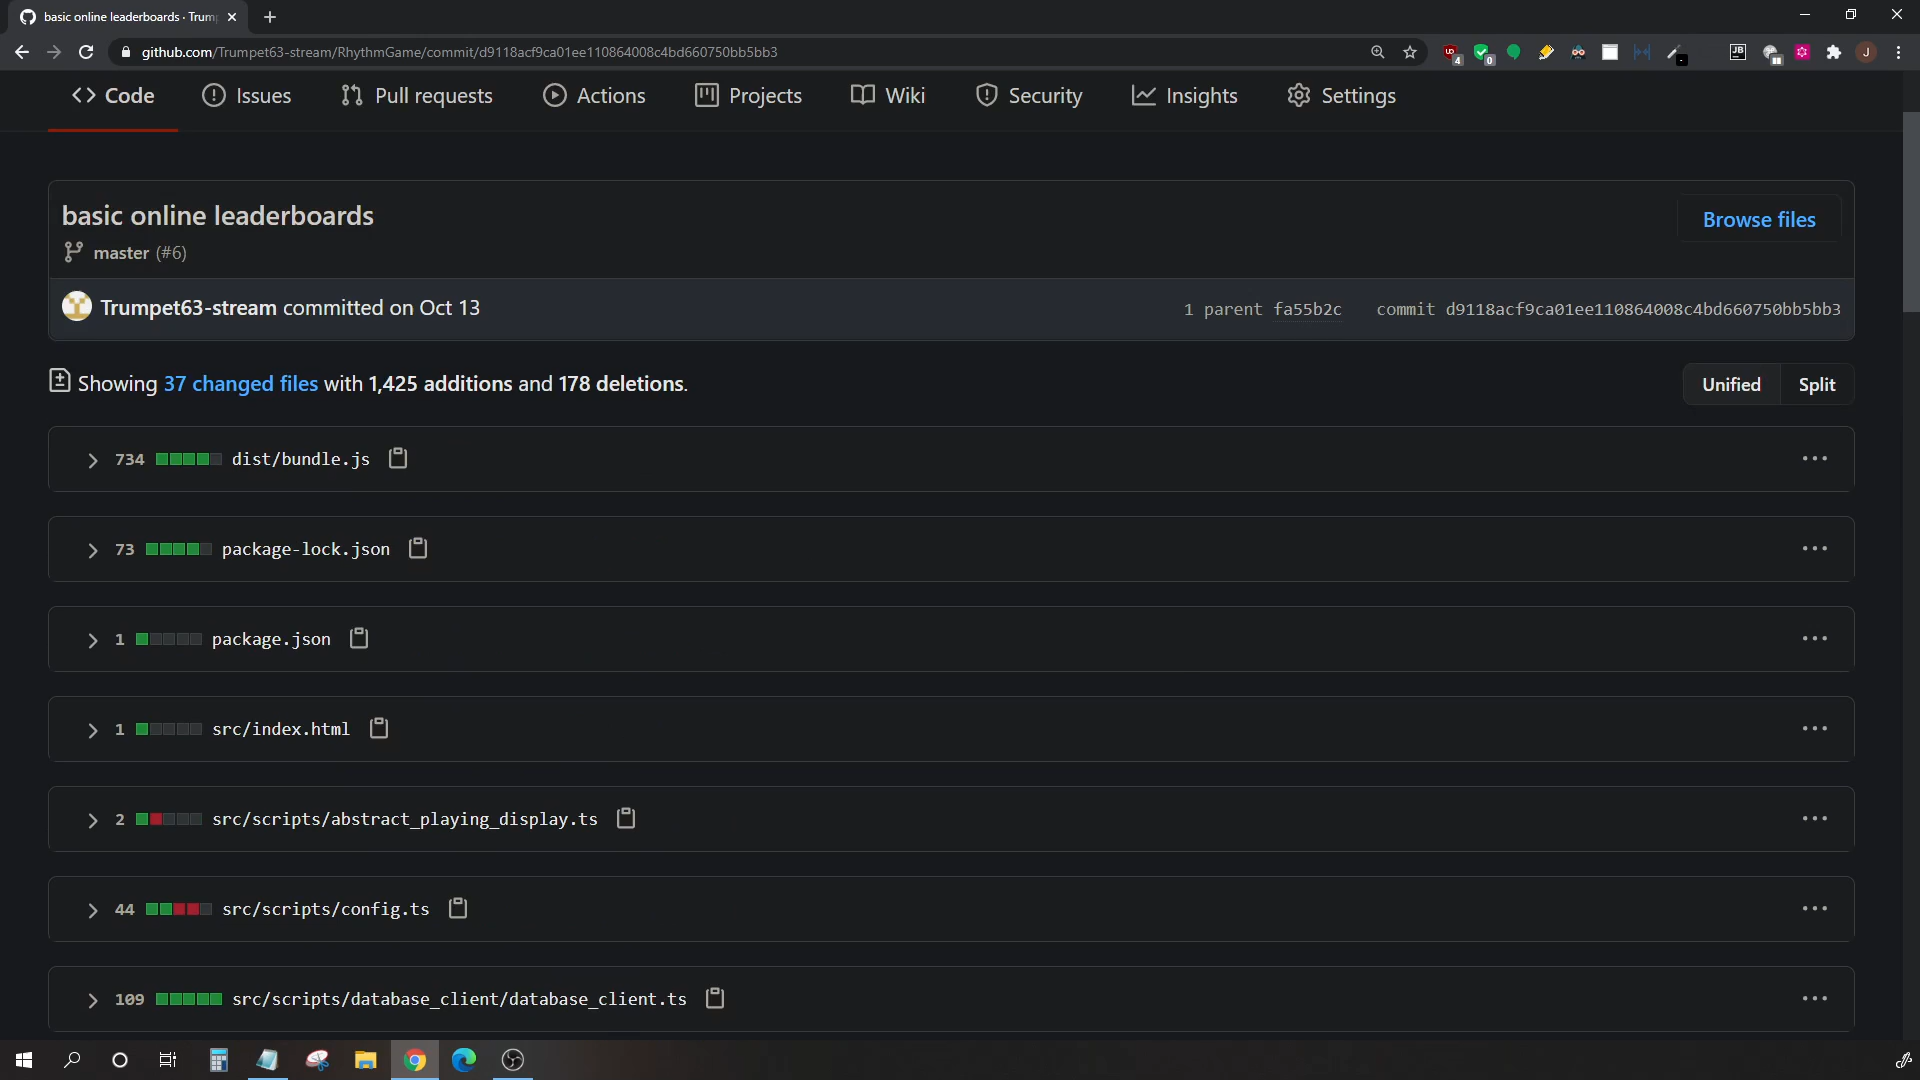 basic online leaderboards · Trum
github.com/Trumpet63-stream/RhythmGame/commit/d9118acf9ca01ee110864008c4bd660750bb5bb3
4
0
JB
J
Code
Issues
Pull requests
Actions
Projects
Wiki
Security
Insights
Settings
basic online leaderboards
Browse files
master (#6)
Trumpet63-stream committed on Oct 13
1 parent fa55b2c commit d9118acf9ca01ee110864008c4bd660750bb5bb3
Showing 37 changed files with 1,425 additions and 178 deletions.
Unified
Split
734 dist/bundle.js
73 package-lock.json
1 package.json
1 src/index.html
2 src/scripts/abstract_playing_display.ts
44 src/scripts/config.ts
109 src/scripts/database_client/database_client.ts